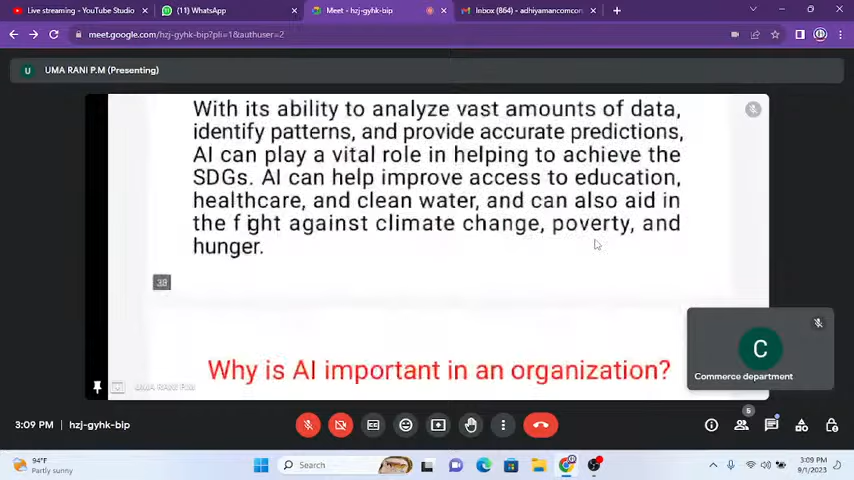 Live streaming - YouTube Studio
(11) WhatsApp
Meet - hzj-gyhk-bip
Inbox (864) - adhiyamancomcor
meet.google.com/hzj-gyhk-bip?pli=1&authuser=2
U
UMA RANI P.M (Presenting)
With its ability to analyze vast amounts of data,
identify patterns, and provide accurate predictions,
AI can play a vital role in helping to achieve the
SDGs. AI can help improve access to education,
healthcare, and clean water, and can also aid in
the f ight against climate change, poverty, and
hunger.
38
Why is AI important in an organization?
UMA RANI P.M
C
Commerce department
3:09 PM | hzj-gyhk-bip
5
94°F
Partly sunny
Search
3:09 PM
9/1/2023